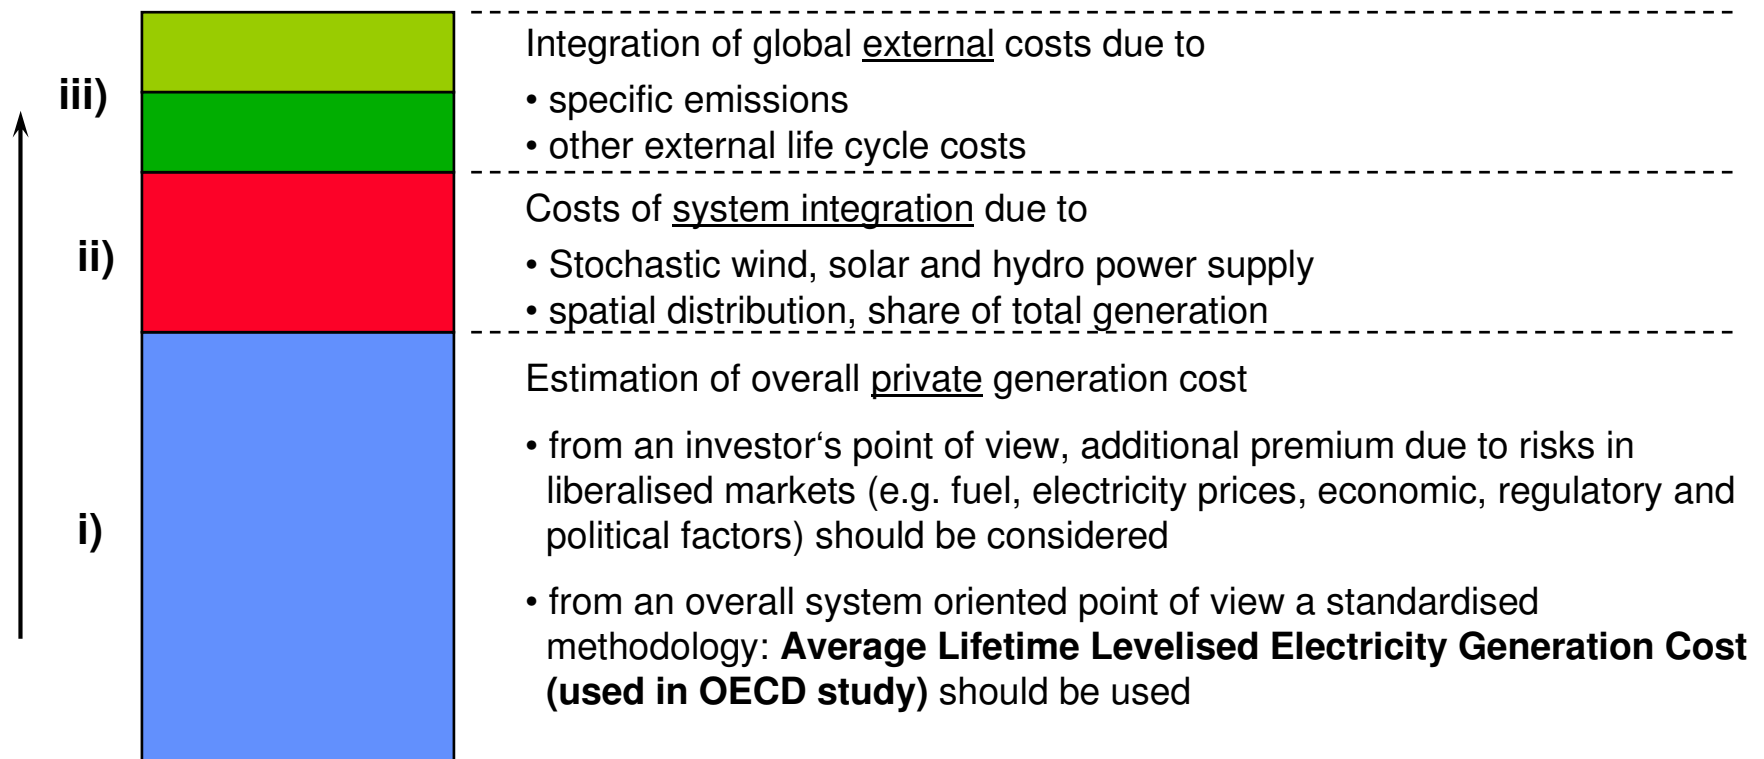 iii)
Integration of global external costs due to
• specific emissions
• other external life cycle costs
ii)
Costs of system integration due to
• Stochastic wind, solar and hydro power supply
• spatial distribution, share of total generation
i)
Estimation of overall private generation cost
• from an investor‘s point of view, additional premium due to risks in
liberalised markets (e.g. fuel, electricity prices, economic, regulatory and
political factors) should be considered
• from an overall system oriented point of view a standardised
methodology: Average Lifetime Levelised Electricity Generation Cost
(used in OECD study) should be used